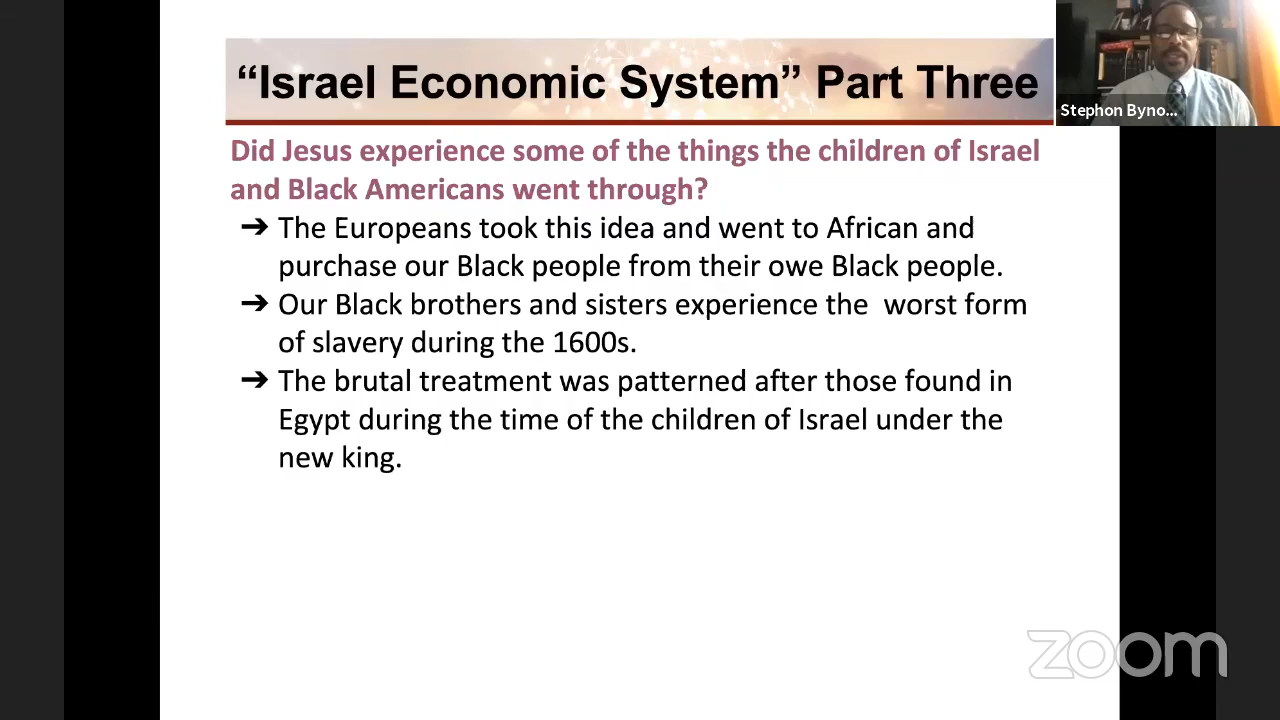 “Israel Economic System” Part Three
Stephon Byno...
Did Jesus experience some of the things the children of Israel
and Black Americans went through?
➔ The Europeans took this idea and went to African and
purchase our Black people from their owe Black people.
➔ Our Black brothers and sisters experience the  worst form
of slavery during the 1600s.
➔ The brutal treatment was patterned after those found in
Egypt during the time of the children of Israel under the
new king.
zoom